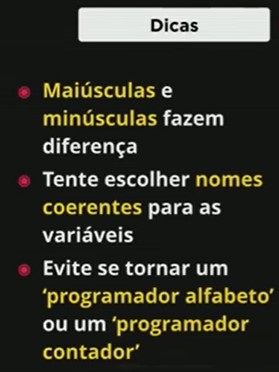 Dicas
Maiúsculas e
minúsculas fazem
diferença
Tente escolher nomes
coerentes para as
variáveis
Evite se tornar um
‘programador alfabeto’
ou um ‘programador
contador’